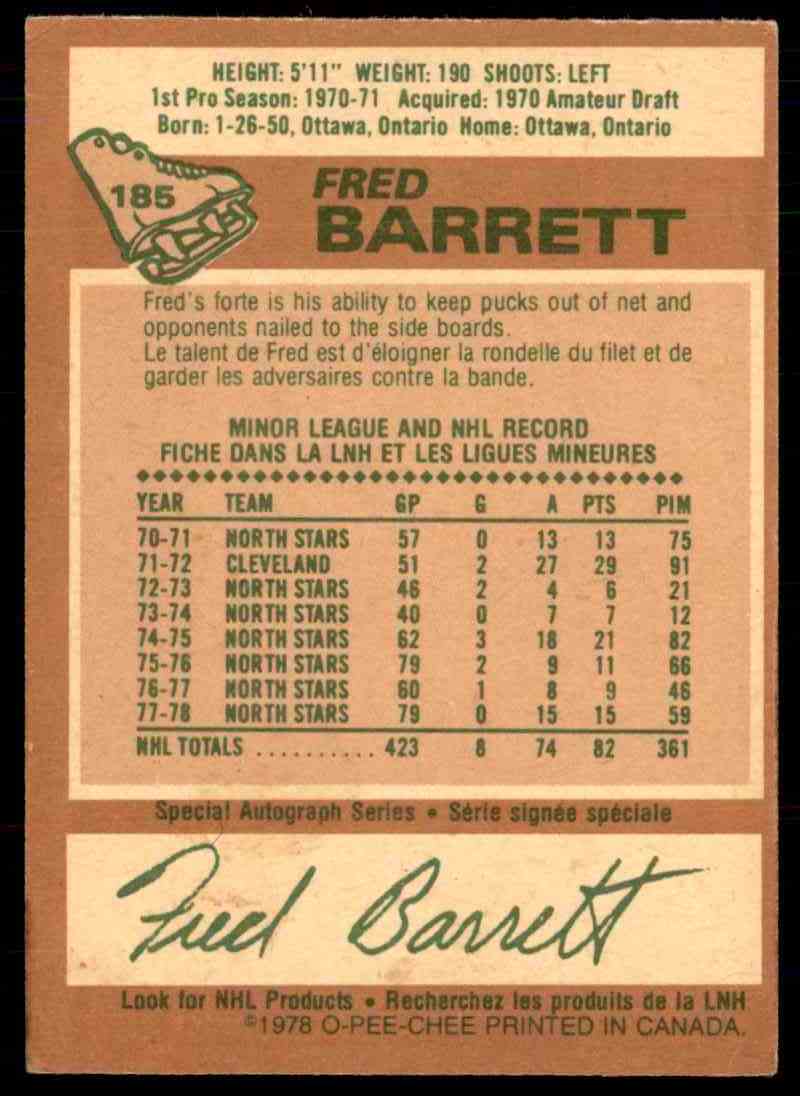 HEIGHT: 5'11" WEIGHT: 190 SHOOTS: LEFT
1st Pro Season: 1970-71 Acquired: 1970 Amateur Draft
Born: 1-26-50, Ottawa, Ontario Home: Ottawa, Ontario
185
FRED
BARRETT
Fred's forte is his ability to keep pucks out of net and
opponents nailed to the side boards.
Le talent de Fred est d'éloigner la rondelle du filet et de
garder les adversaires contre la bande.
MINOR LEAGUE AND NHL RECORD
FICHE DANS LA LNH ET LES LIGUES MINEURES
YEAR TEAM GP G A PTS PIM
70-71 NORTH STARS 57 0 13 13 75
71-72 CLEVELAND 51 2 27 29 91
72-73 NORTH STARS 46 2 4 6 21
73-74 NORTH STARS 40 0 7 7 12
74-75 NORTH STARS 62 3 18 21 82
75-76 NORTH STARS 79 2 9 11 66
76-77 NORTH STARS 60 1 8 9 46
77-78 NORTH STARS 79 0 15 15 59
NHL TOTALS .......... 423 8 74 82 361
Special Autograph Series • Série signée spéciale
Fred Barrett
Look for NHL Products • Recherchez les produits de la LNH
©1978 O-PEE-CHEE PRINTED IN CANADA.